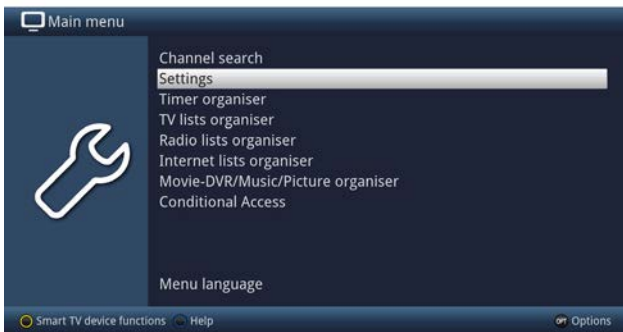 Main menu
Channel search
Settings
Timer organiser
TV lists organiser
Radio lists organiser
Internet lists organiser
Movie-DVR/Music/Picture organiser
Conditional Access
Menu language
Smart TV device functions Help OPT Options